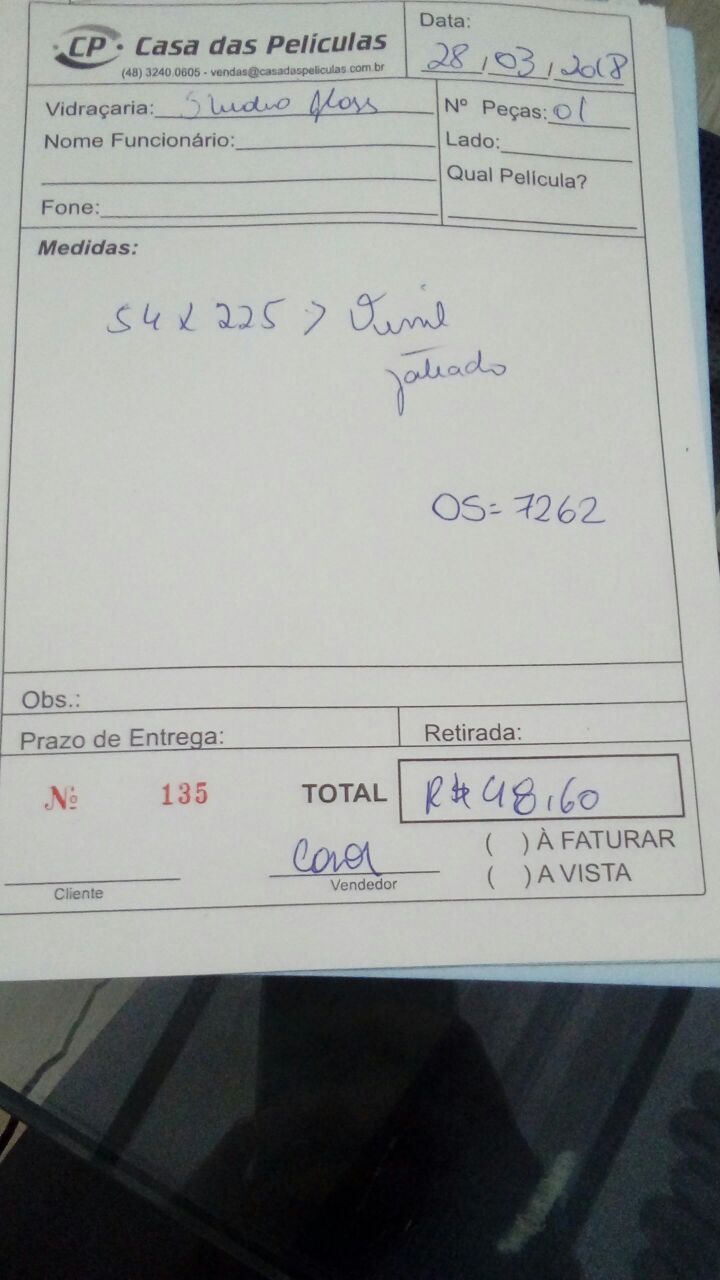 CP Casa das Películas
(48) 3240 0605 - vendas@casadaspeliculas.com.br
Data:
28/03/2018
Vidraçaria: Studio Gloss
Nº Peças: 01
Nome Funcionário:
Lado:
Qual Película?
Fone:
Medidas:
54 x 225 > Vinil
jateado
OS= 7262
Obs.:
Prazo de Entrega:
Retirada:
Nº 135
TOTAL R$ 48,60
( ) À FATURAR
Vendedor
( ) A VISTA
Cliente